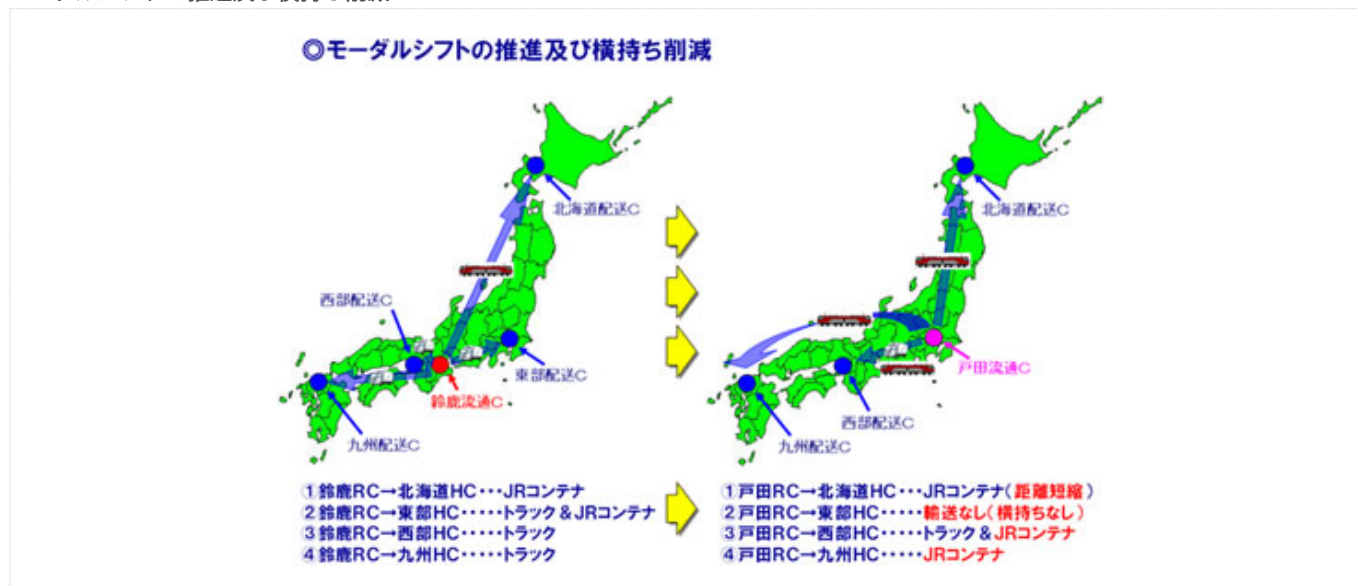 ◎モーダルシフトの推進及び横持ち削減
北海道配送C
西部配送C
東部配送C
鈴鹿流通C
九州配送C
①鈴鹿RC→北海道HC･･･JRコンテナ
②鈴鹿RC→東部HC･････トラック&JRコンテナ
③鈴鹿RC→西部HC･････トラック
④鈴鹿RC→九州HC･････トラック
北海道配送C
戸田流通C
西部配送C
九州配送C
①戸田RC→北海道HC･･･JRコンテナ(距離短縮)
②戸田RC→東部HC･････輸送なし(横持ちなし)
③戸田RC→西部HC･････トラック&JRコンテナ
④戸田RC→九州HC･････JRコンテナ